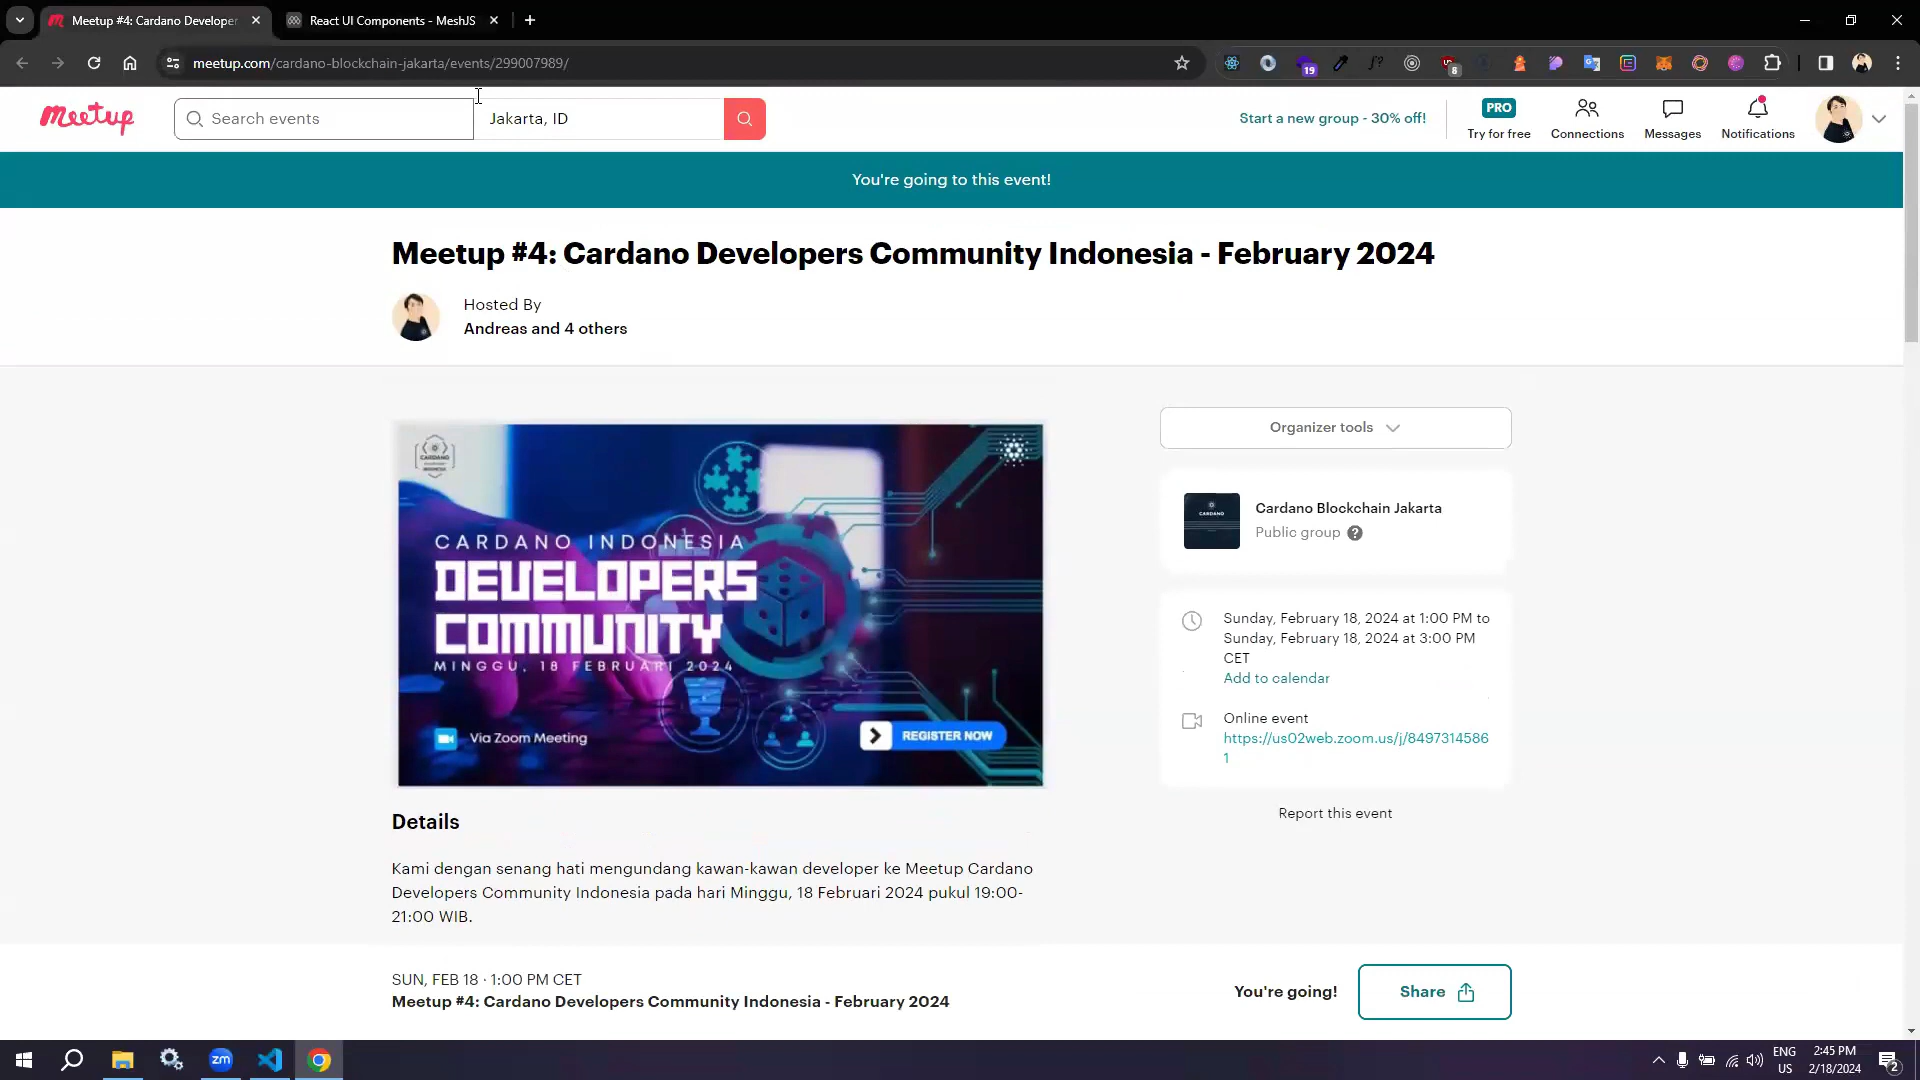 Meetup #4: Cardano Developer
React UI Components - MeshJS
meetup.com/cardano-blockchain-jakarta/events/299007989/
19
8
meetup
Search events
Jakarta, ID
Start a new group - 30% off!
PRO
Try for free
Connections
Messages
Notifications
You're going to this event!
Meetup #4: Cardano Developers Community Indonesia - February 2024
Hosted By
Andreas and 4 others
CARDANO
CARDANO INDONESIA
DEVELOPERS
COMMUNITY
MINGGU, 18 FEBRUARI 2024
Via Zoom Meeting
REGISTER NOW
Organizer tools
CARDANO
Cardano Blockchain Jakarta
Public group
Sunday, February 18, 2024 at 1:00 PM to
Sunday, February 18, 2024 at 3:00 PM
CET
Add to calendar
Online event
https://us02web.zoom.us/j/8497314586
1
Report this event
Details
Kami dengan senang hati mengundang kawan-kawan developer ke Meetup Cardano
Developers Community Indonesia pada hari Minggu, 18 Februari 2024 pukul 19:00-
21:00 WIB.
SUN, FEB 18 · 1:00 PM CET
Meetup #4: Cardano Developers Community Indonesia - February 2024
You're going!
Share
zm
ENG
US
2:45 PM
2/18/2024
2